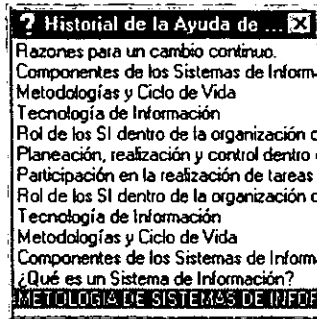 ? Historial de la Ayuda de ...
Razones para un cambio continuo.
Componentes de los Sistemas de Inform
Metodologías y Ciclo de Vida
Tecnología de Información
Rol de los SI dentro de la organización c
Planeación, realización y control dentro
Participación en la realización de tareas
Rol de los SI dentro de la organización c
Tecnología de Información
Metodologías y Ciclo de Vida
Componentes de los Sistemas de Inform
¿Qué es un Sistema de Información?
METOLOGIA DE SISTEMAS DE INFOF